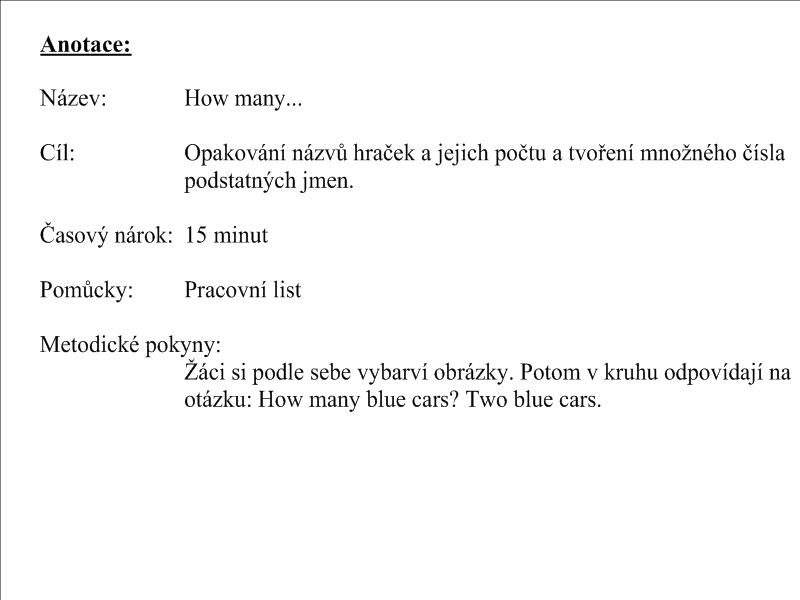 Anotace:
Název: How many...
Cíl: Opakování názvů hraček a jejich počtu a tvoření množného čísla
podstatných jmen.
Časový nárok: 15 minut
Pomůcky: Pracovní list
Metodické pokyny:
Žáci si podle sebe vybarví obrázky. Potom v kruhu odpovídají na
otázku: How many blue cars? Two blue cars.